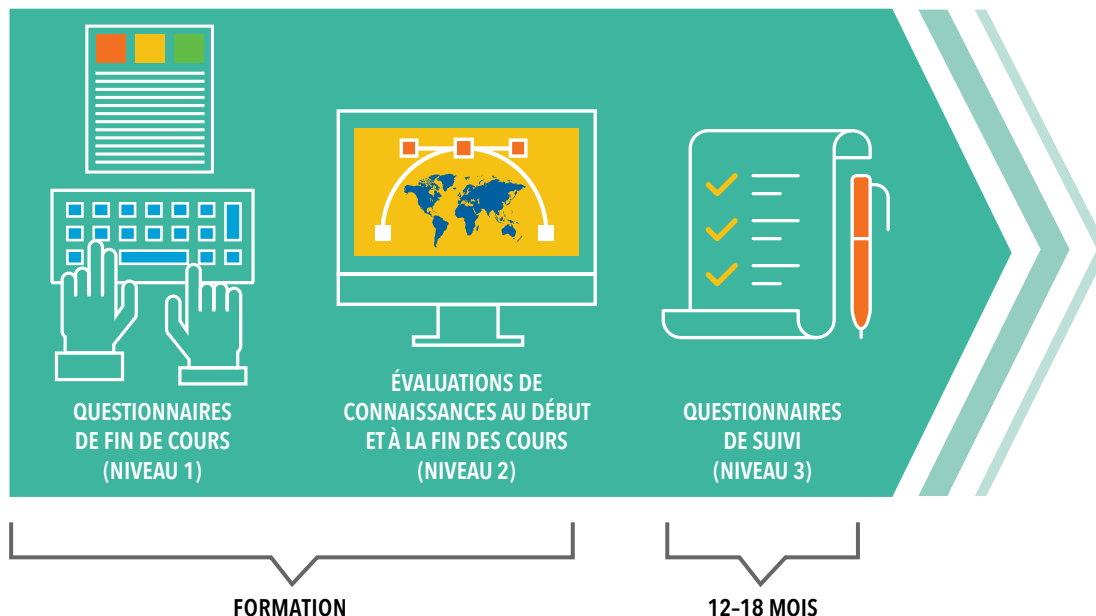 QUESTIONNAIRES
DE FIN DE COURS
(NIVEAU 1)
ÉVALUATIONS DE
CONNAISSANCES AU DÉBUT
ET À LA FIN DES COURS
(NIVEAU 2)
QUESTIONNAIRES
DE SUIVI
(NIVEAU 3)
FORMATION
12–18 MOIS